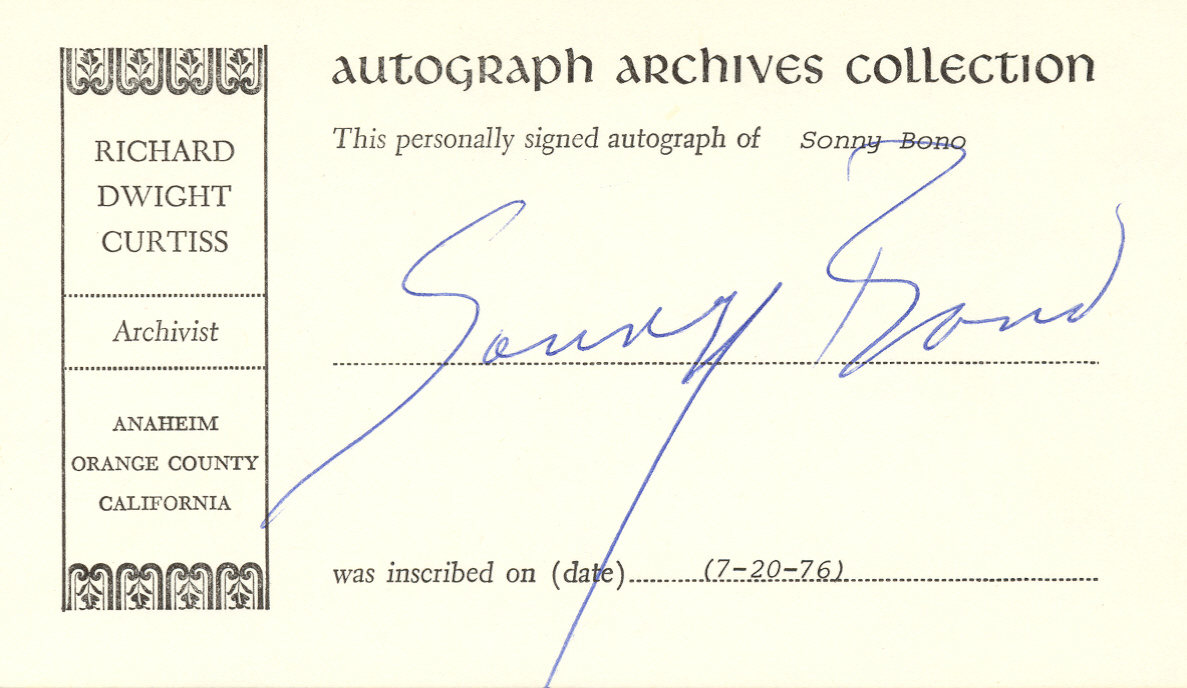 RICHARD
DWIGHT
CURTISS
Archivist
ANAHEIM
ORANGE COUNTY
CALIFORNIA
autograph archives collection
This personally signed autograph of Sonny Bono
Sonny Bono
was inscribed on (date) (7-20-76)